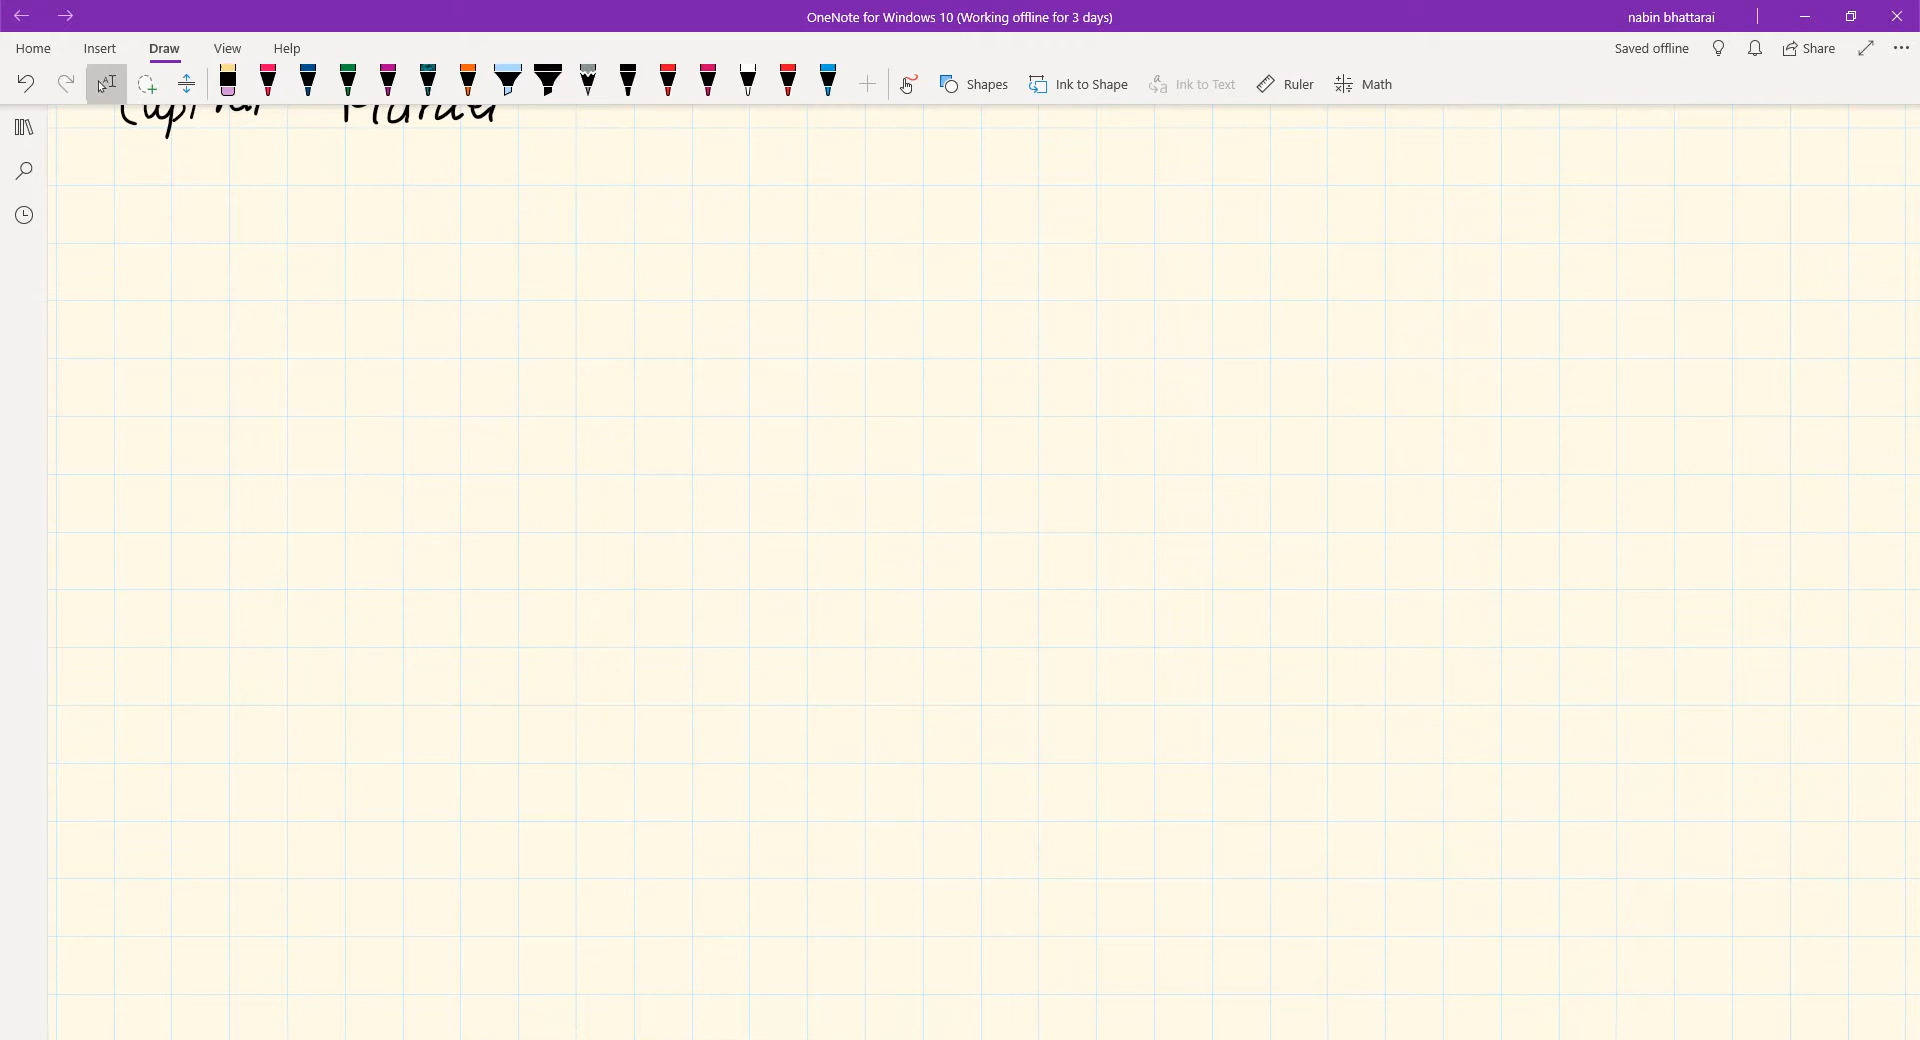 OneNote for Windows 10 (Working offline for 3 days)
nabin bhattarai
Home Insert Draw View Help
Saved offline Share
Shapes Ink to Shape Ink to Text Ruler Math